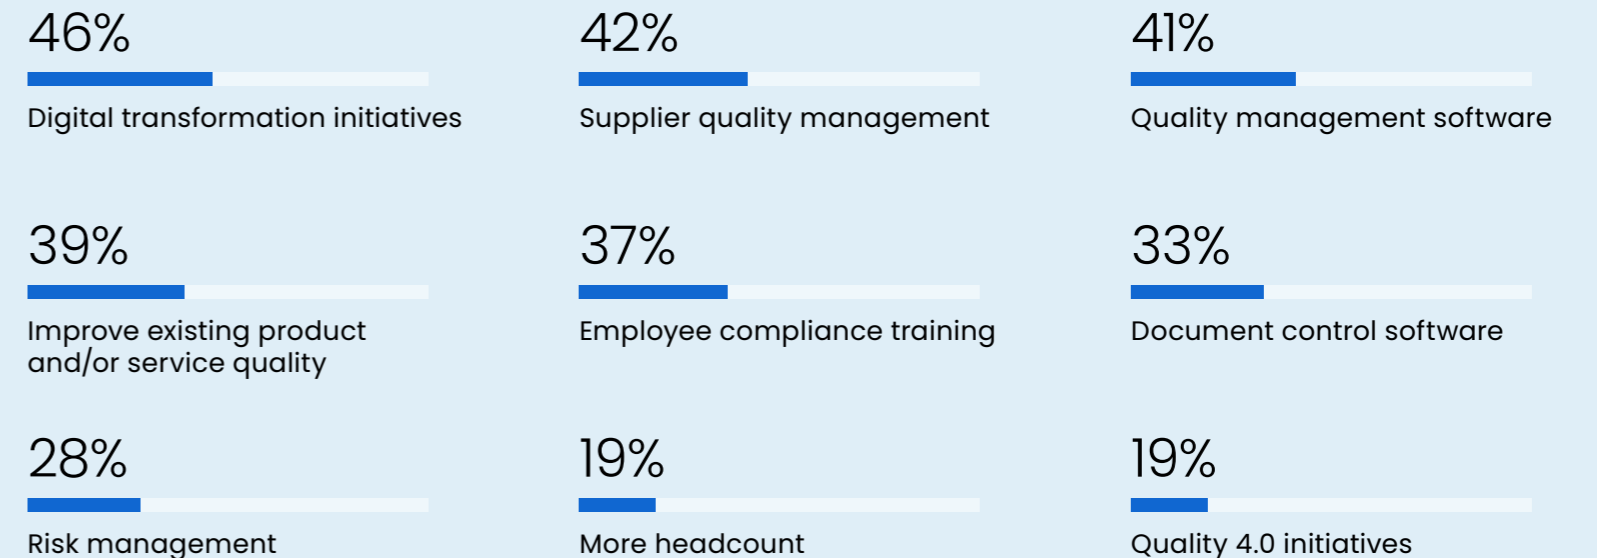 46%
42%
41%
Digital transformation initiatives
Supplier quality management
Quality management software
39%
37%
33%
Improve existing product
and/or service quality
Employee compliance training
Document control software
28%
19%
19%
Risk management
More headcount
Quality 4.0 initiatives